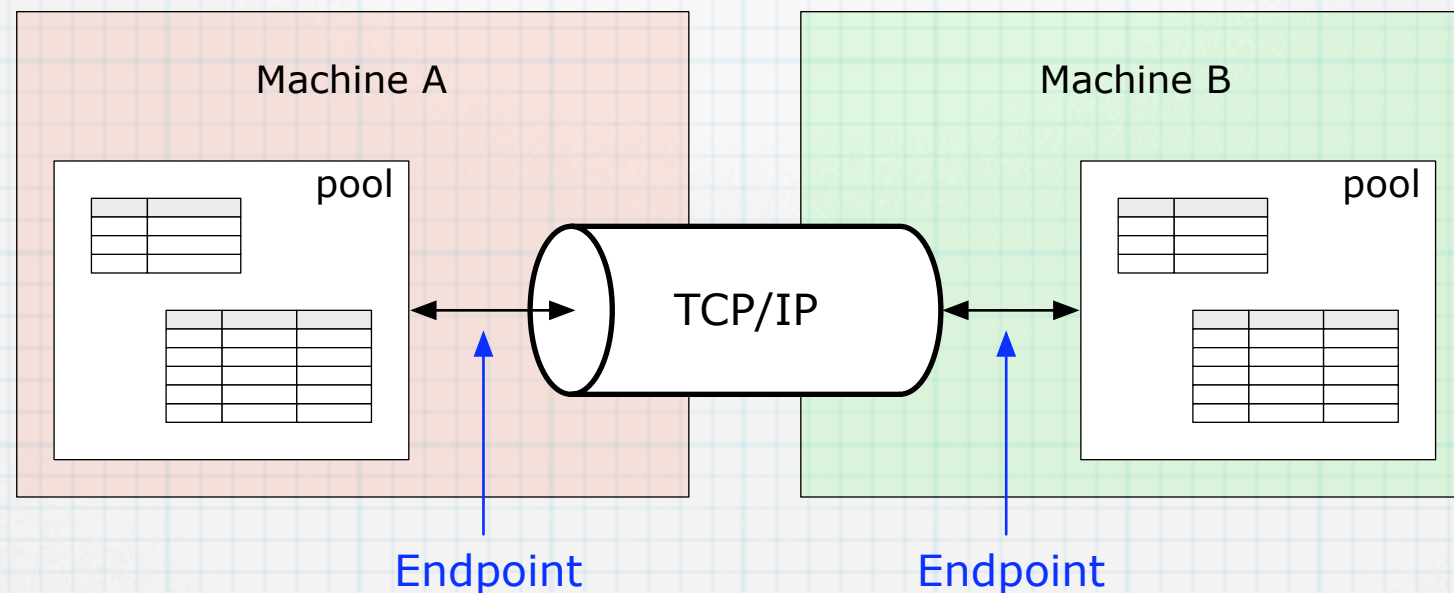 Machine A
Machine B
pool
pool
TCP/IP
Endpoint
Endpoint